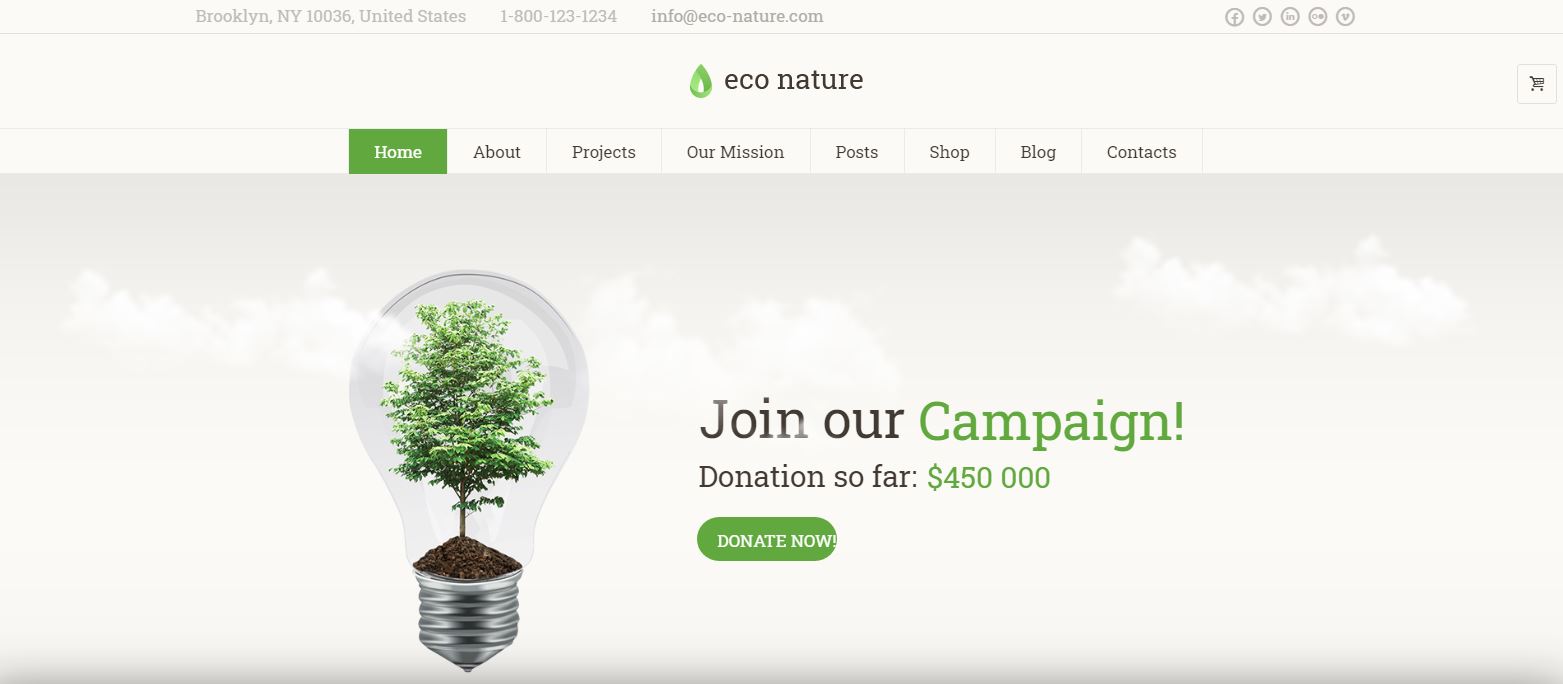 Brooklyn, NY 10036, United States 1-800-123-1234 info@eco-nature.com
eco nature
Home About Projects Our Mission Posts Shop Blog Contacts
Join our Campaign!
Donation so far: $450 000
DONATE NOW!